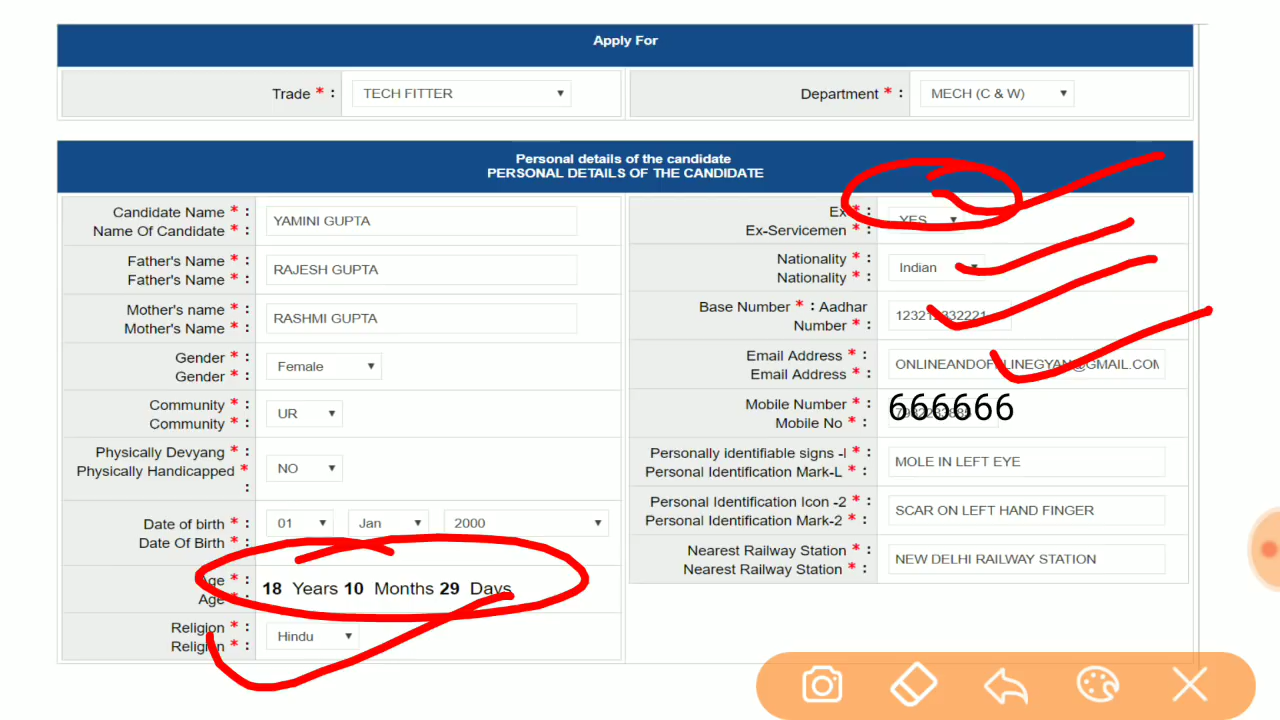 Apply For
Trade * : TECH FITTER
Department * : MECH (C & W)
Personal details of the candidate
PERSONAL DETAILS OF THE CANDIDATE
Candidate Name * :
Name Of Candidate * :
YAMINI GUPTA
Father's Name * :
Father's Name * :
RAJESH GUPTA
Mother's name * :
Mother's Name * :
RASHMI GUPTA
Gender * :
Gender * :
Female
Community * :
Community * :
UR
Physically Devyang * :
Physically Handicapped *
:
NO
Date of birth * :
Date Of Birth * :
01 Jan 2000
Age * :
Age * :
18 Years 10 Months 29 Days
Religion * :
Religion * :
Hindu
Ex * :
Ex-Servicemen * :
YES
Nationality * :
Nationality * :
Indian
Base Number * : Aadhar
Number * :
Email Address * :
Email Address * :
ONLINEANDOFFLINEGYAN@GMAIL.COM
Mobile Number * :
Mobile No * :
666666
Personally identifiable signs -I * :
Personal Identification Mark-L * :
MOLE IN LEFT EYE
Personal Identification Icon -2 * :
Personal Identification Mark-2 * :
SCAR ON LEFT HAND FINGER
Nearest Railway Station * :
Nearest Railway Station * :
NEW DELHI RAILWAY STATION